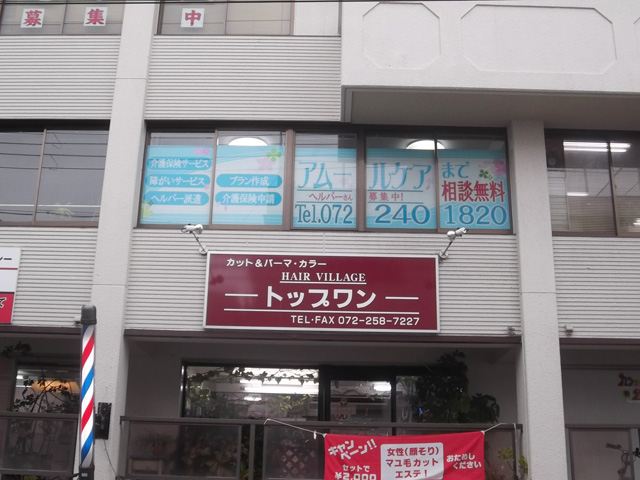 募集中
介護保険サービス
障がいサービス
ヘルパー派遣
プラン作成
介護保険申請
アムールケア まで
ヘルパーさん 募集中! 相談無料
Tel.072 240 1820
カット&パーマ・カラー
HAIR VILLAGE
トップワン
TEL・FAX 072-258-7227
キャンペーン!!
セットで
¥2,000
女性(顔そり)
マユ毛カット
エステ!
おためし
ください